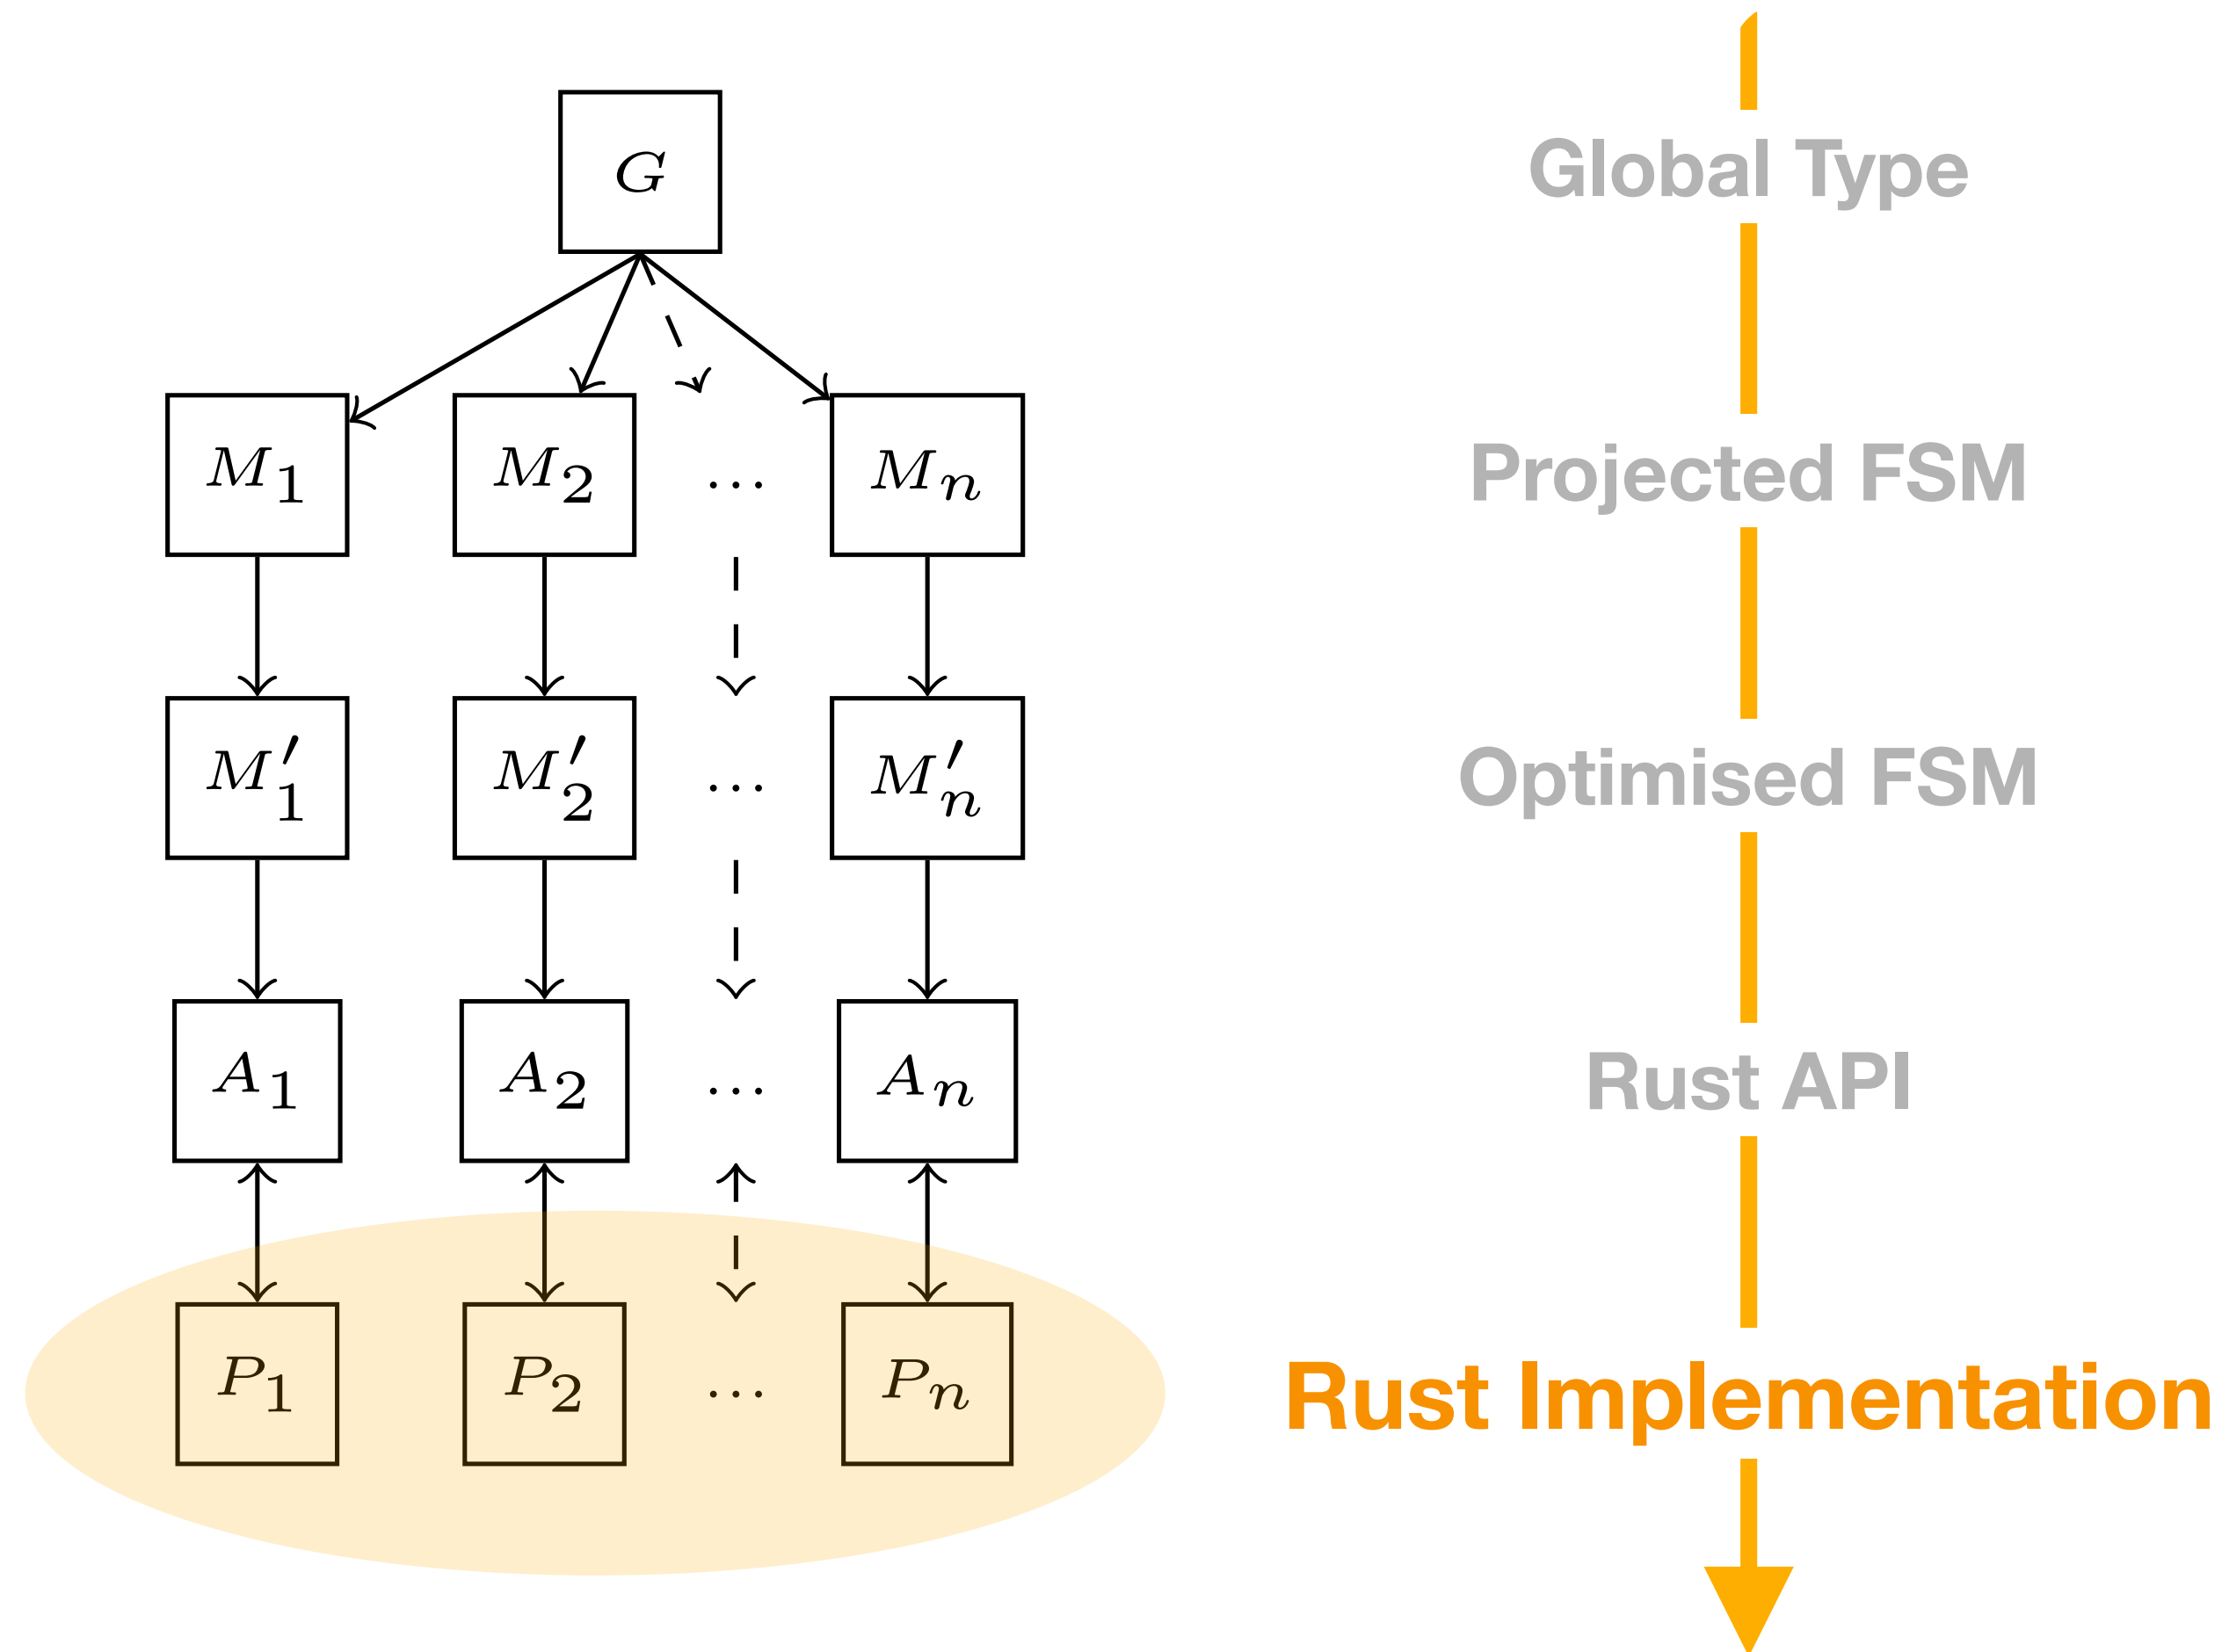 G
Global Type
M₁ M₂ ··· Mₙ
Projected FSM
M′₁ M′₂ ··· M′ₙ
Optimised FSM
A₁ A₂ ··· Aₙ
Rust API
P₁ P₂ ··· Pₙ
Rust Implementation